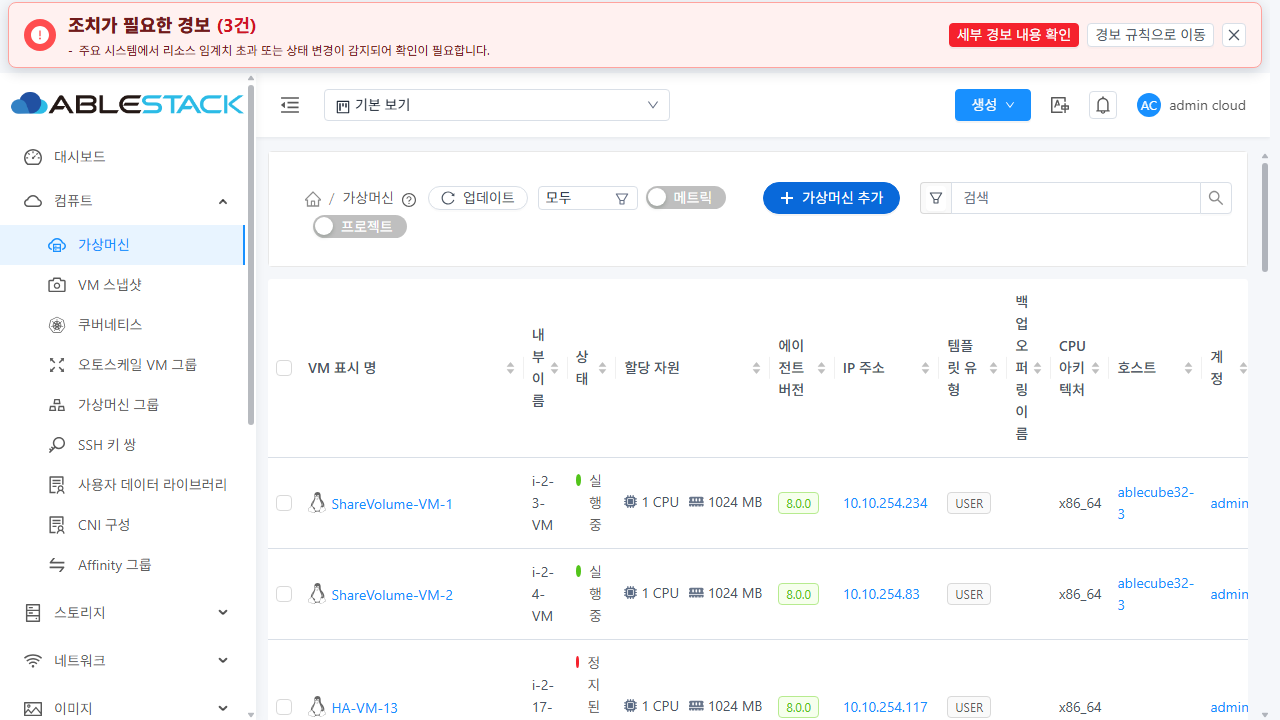 조치가 필요한 경보 (3건)
- 주요 시스템에서 리소스 임계치 초과 또는 상태 변경이 감지되어 확인이 필요합니다.
세부 경보 내용 확인
경보 규칙으로 이동
ABLESTACK
기본 보기
생성
AC admin cloud
대시보드
컴퓨트
가상머신
VM 스냅샷
쿠버네티스
오토스케일 VM 그룹
가상머신 그룹
SSH 키 쌍
사용자 데이터 라이브러리
CNI 구성
Affinity 그룹
스토리지
네트워크
이미지
/ 가상머신
업데이트
모두
메트릭
프로젝트
가상머신 추가
검색
VM 표시 명
내
부
이
름
상
태
할당 자원
에이
전트
버전
IP 주소
템플
릿 유
형
백
업
오
퍼
링
이
름
CPU
아키
텍처
호스트
계
정
ShareVolume-VM-1
i-2-
3-
VM
실
행
중
1 CPU 1024 MB
8.0.0
10.10.254.234
USER
x86_64
ablecube32-
3
admin
ShareVolume-VM-2
i-2-
4-
VM
실
행
중
1 CPU 1024 MB
8.0.0
10.10.254.83
USER
x86_64
ablecube32-
3
admin
HA-VM-13
i-2-
17-
정
지
된
1 CPU 1024 MB
8.0.0
10.10.254.117
USER
x86_64
admin